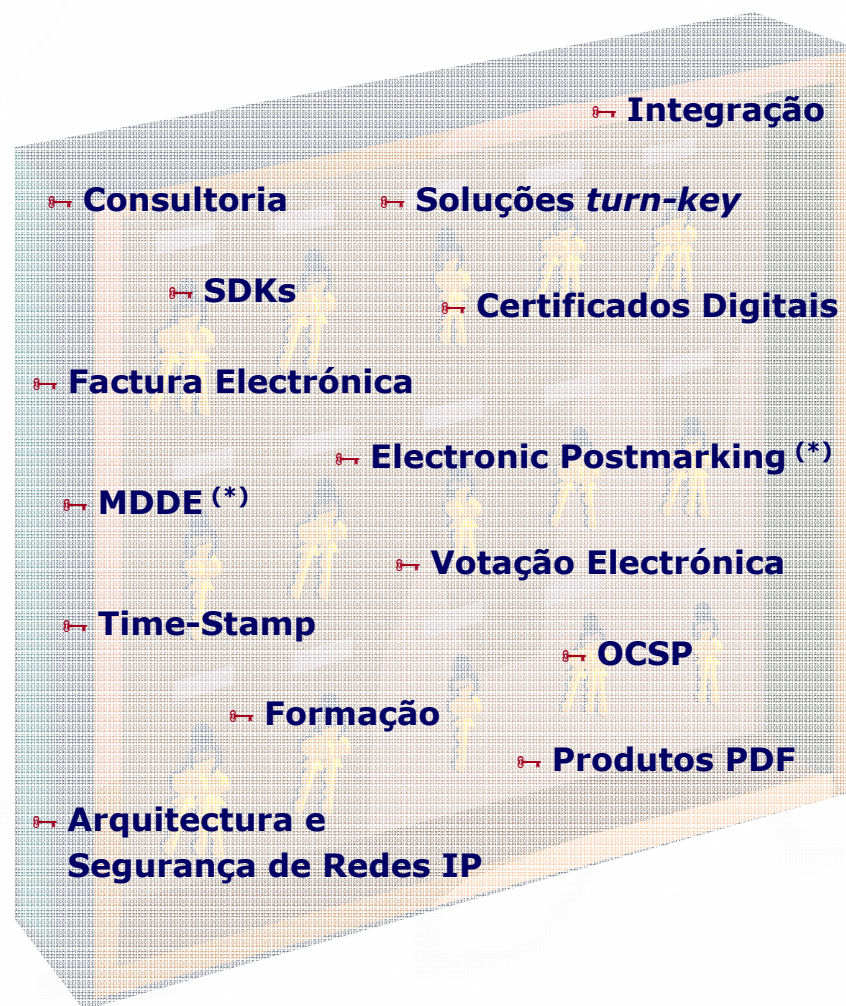 Integração
Consultoria
Soluções turn-key
SDKs
Certificados Digitais
Factura Electrónica
Electronic Postmarking (*)
MDDE (*)
Votação Electrónica
Time-Stamp
OCSP
Formação
Produtos PDF
Arquitectura e
Segurança de Redes IP